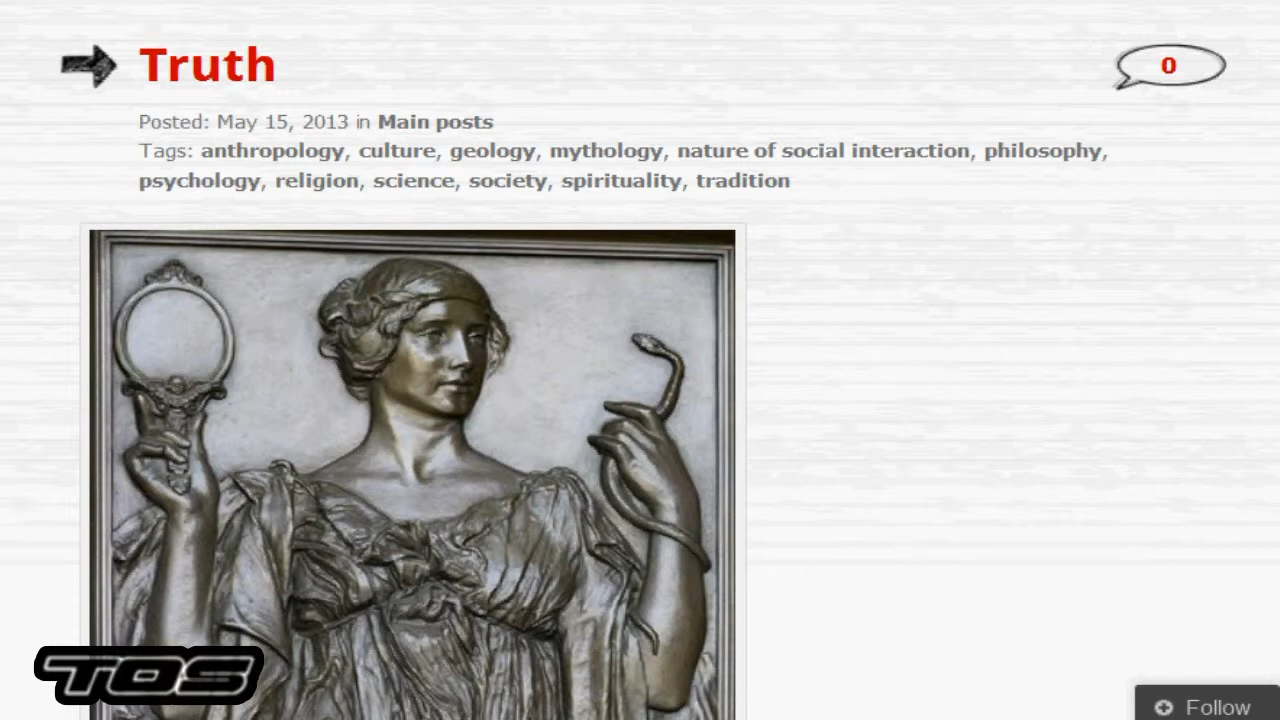 Truth
0
Posted: May 15, 2013 in Main posts
Tags: anthropology, culture, geology, mythology, nature of social interaction, philosophy,
psychology, religion, science, society, spirituality, tradition
TOS
Follow